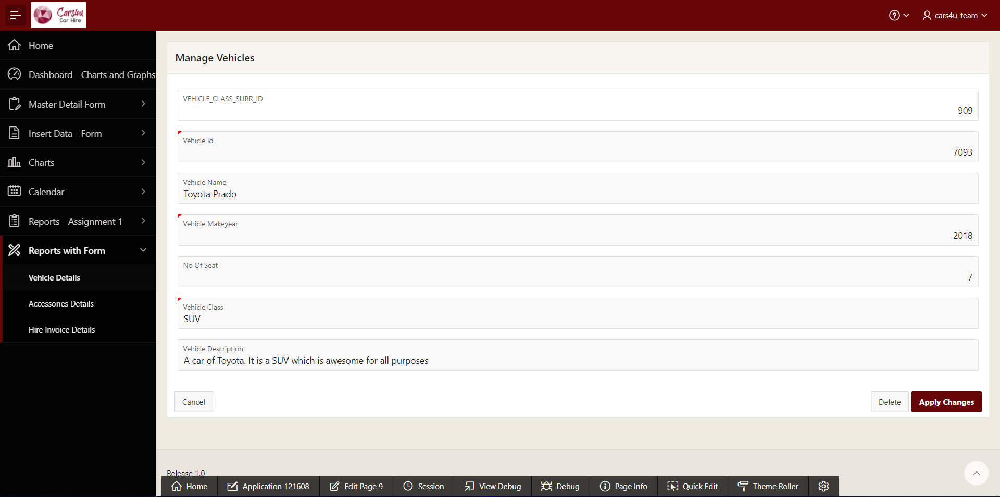 Cars4u
Car Hire
cars4u_team
Home
Dashboard - Charts and Graphs
Master Detail Form
Insert Data - Form
Charts
Calendar
Reports - Assignment 1
Reports with Form
Vehicle Details
Accessories Details
Hire Invoice Details
Manage Vehicles
VEHICLE_CLASS_SURR_ID
909
Vehicle Id
7093
Vehicle Name
Toyota Prado
Vehicle Makeyear
2018
No Of Seat
7
Vehicle Class
SUV
Vehicle Description
A car of Toyota. It is a SUV which is awesome for all purposes
Cancel
Delete
Apply Changes
Release 1.0
Home
Application 121608
Edit Page 9
Session
View Debug
Debug
Page Info
Quick Edit
Theme Roller